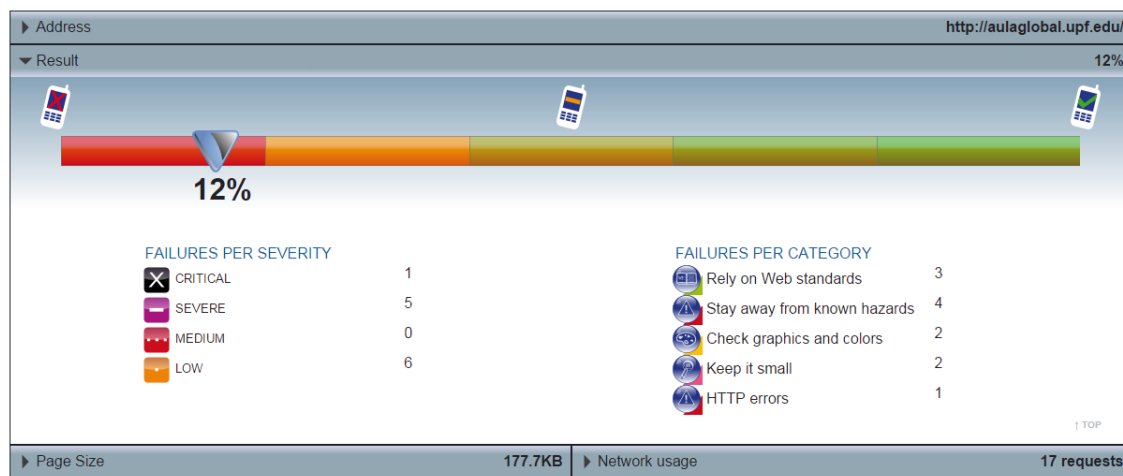 Address http://aulaglobal.upf.edu/
Result 12%
12%
FAILURES PER SEVERITY
CRITICAL 1
SEVERE 5
MEDIUM 0
LOW 6
FAILURES PER CATEGORY
Rely on Web standards 3
Stay away from known hazards 4
Check graphics and colors 2
Keep it small 2
HTTP errors 1
↑ TOP
Page Size 177.7KB
Network usage 17 requests